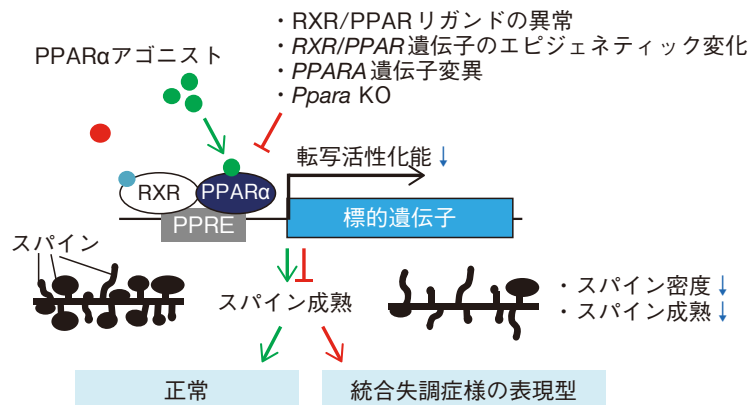 ・RXR/PPARリガンドの異常
・RXR/PPAR遺伝子のエピジェネティック変化
・PPARA遺伝子変異
・Ppara KO
PPARαアゴニスト
転写活性化能↓
RXR
PPARα
PPRE
標的遺伝子
スパイン
スパイン成熟
・スパイン密度↓
・スパイン成熟↓
正常
統合失調症様の表現型